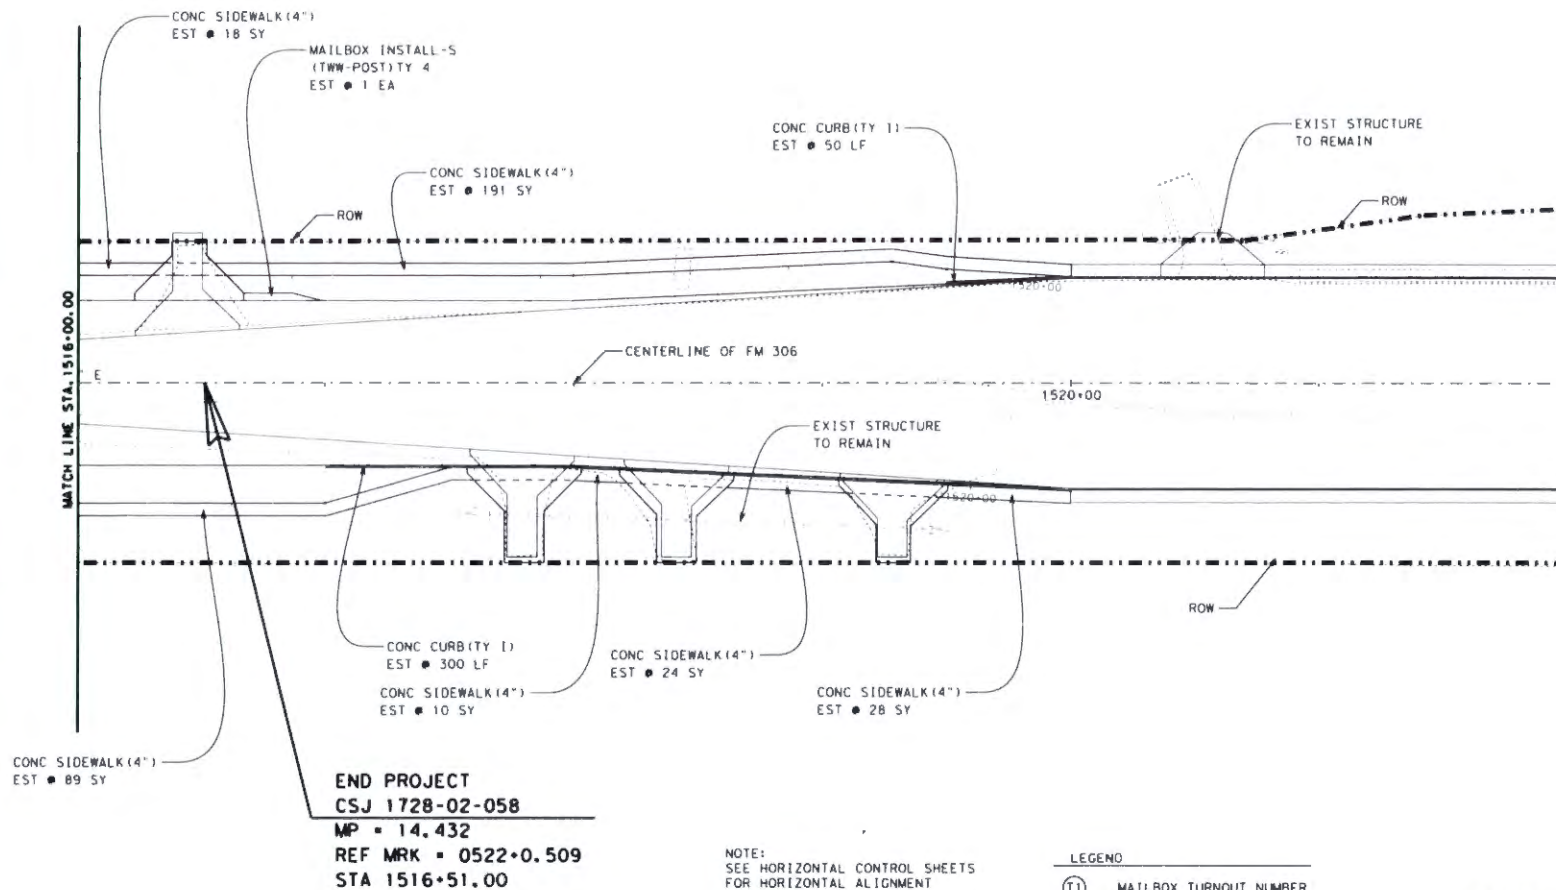 CONC SIDEWALK(4")
EST @ 18 SY
MAILBOX INSTALL-S
(TWW-POST)TY 4
EST @ 1 EA
CONC CURB(TY I)
EST @ 50 LF
EXIST STRUCTURE
TO REMAIN
CONC SIDEWALK(4")
EST @ 191 SY
ROW
ROW
1520+00
MATCH LINE STA.1516+00.00
CENTERLINE OF FM 306
E
1520+00
EXIST STRUCTURE
TO REMAIN
1520+00
ROW
CONC CURB(TY I)
EST @ 300 LF
CONC SIDEWALK(4")
EST @ 24 SY
CONC SIDEWALK(4")
EST @ 10 SY
CONC SIDEWALK(4")
EST @ 28 SY
CONC SIDEWALK(4")
EST @ 89 SY
END PROJECT
CSJ 1728-02-058
MP = 14.432
REF MRK = 0522+0.509
STA 1516+51.00
NOTE:
SEE HORIZONTAL CONTROL SHEETS
FOR HORIZONTAL ALIGNMENT
LEGEND
T1 MAILBOX TURNOUT NUMBER